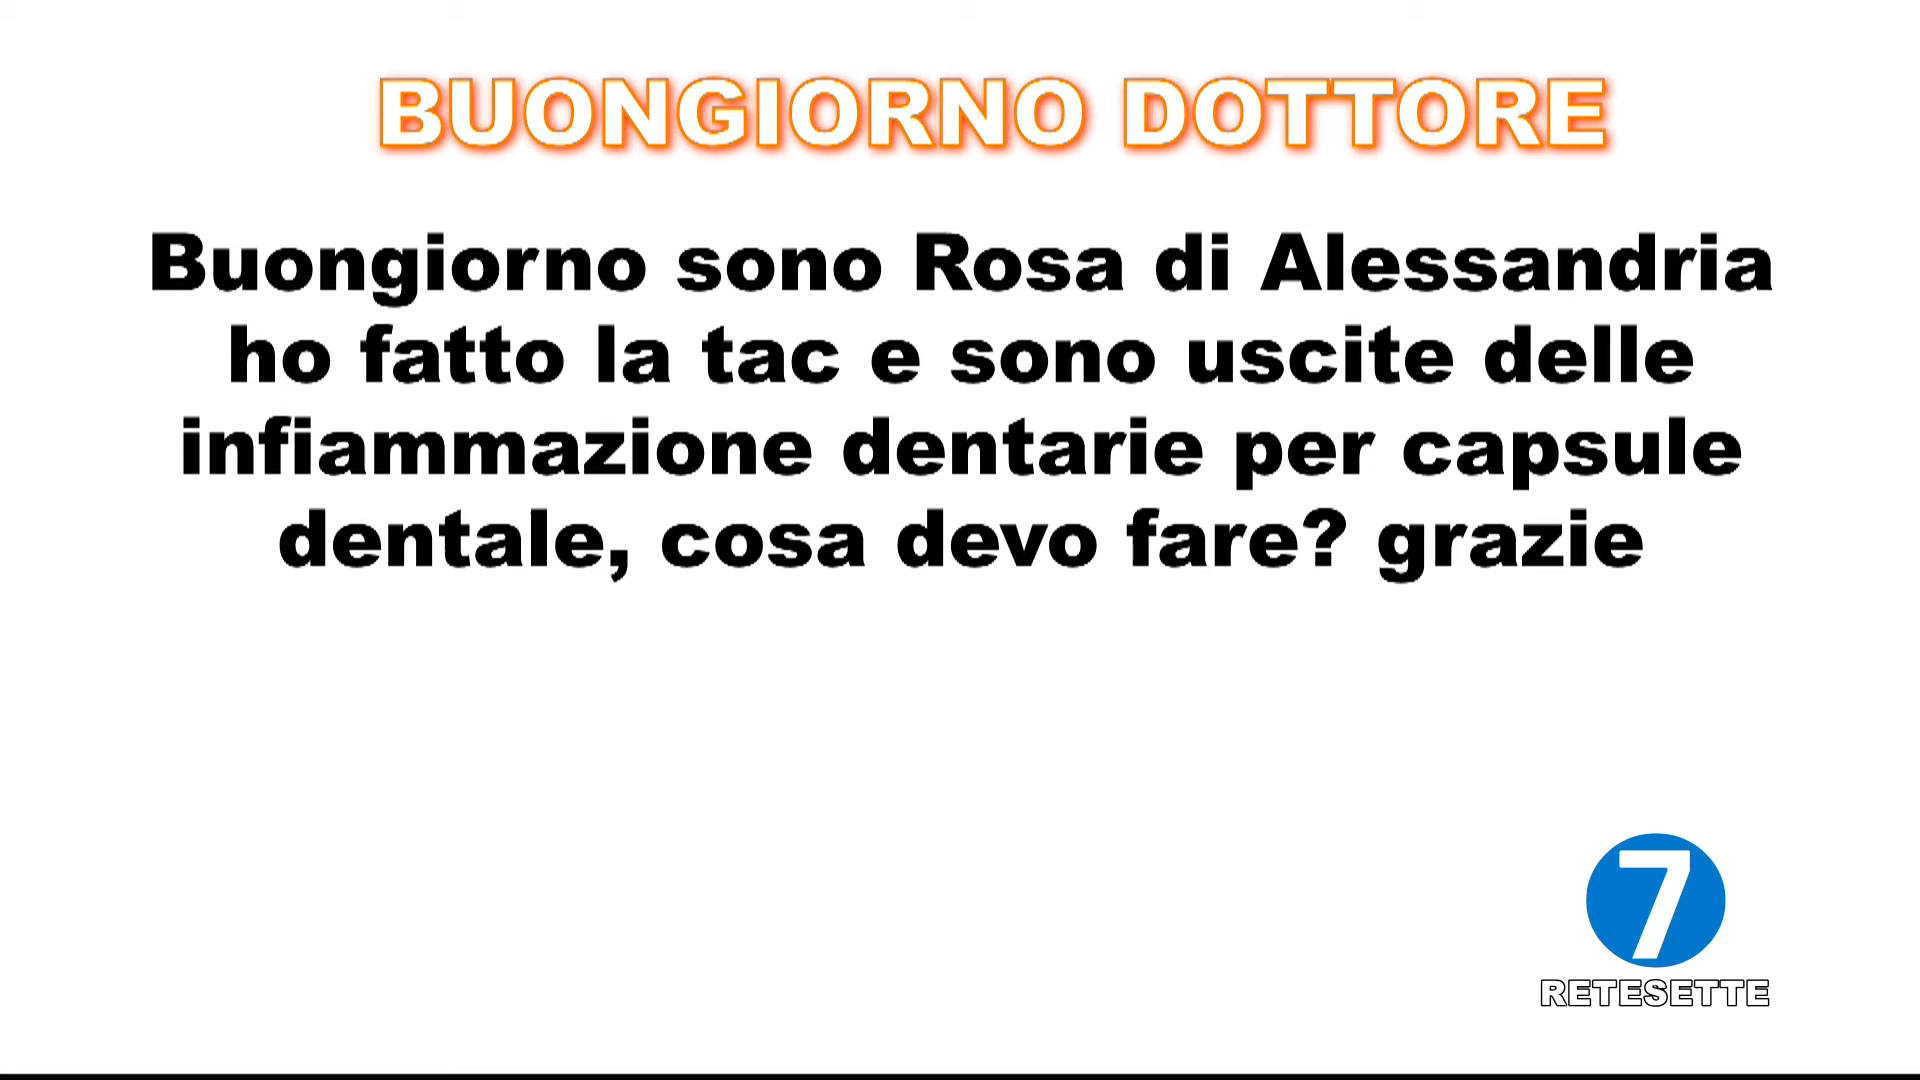 BUONGIORNO DOTTORE
Buongiorno sono Rosa di Alessandria
ho fatto la tac e sono uscite delle
infiammazione dentarie per capsule
dentale, cosa devo fare? grazie
7
RETESETTE